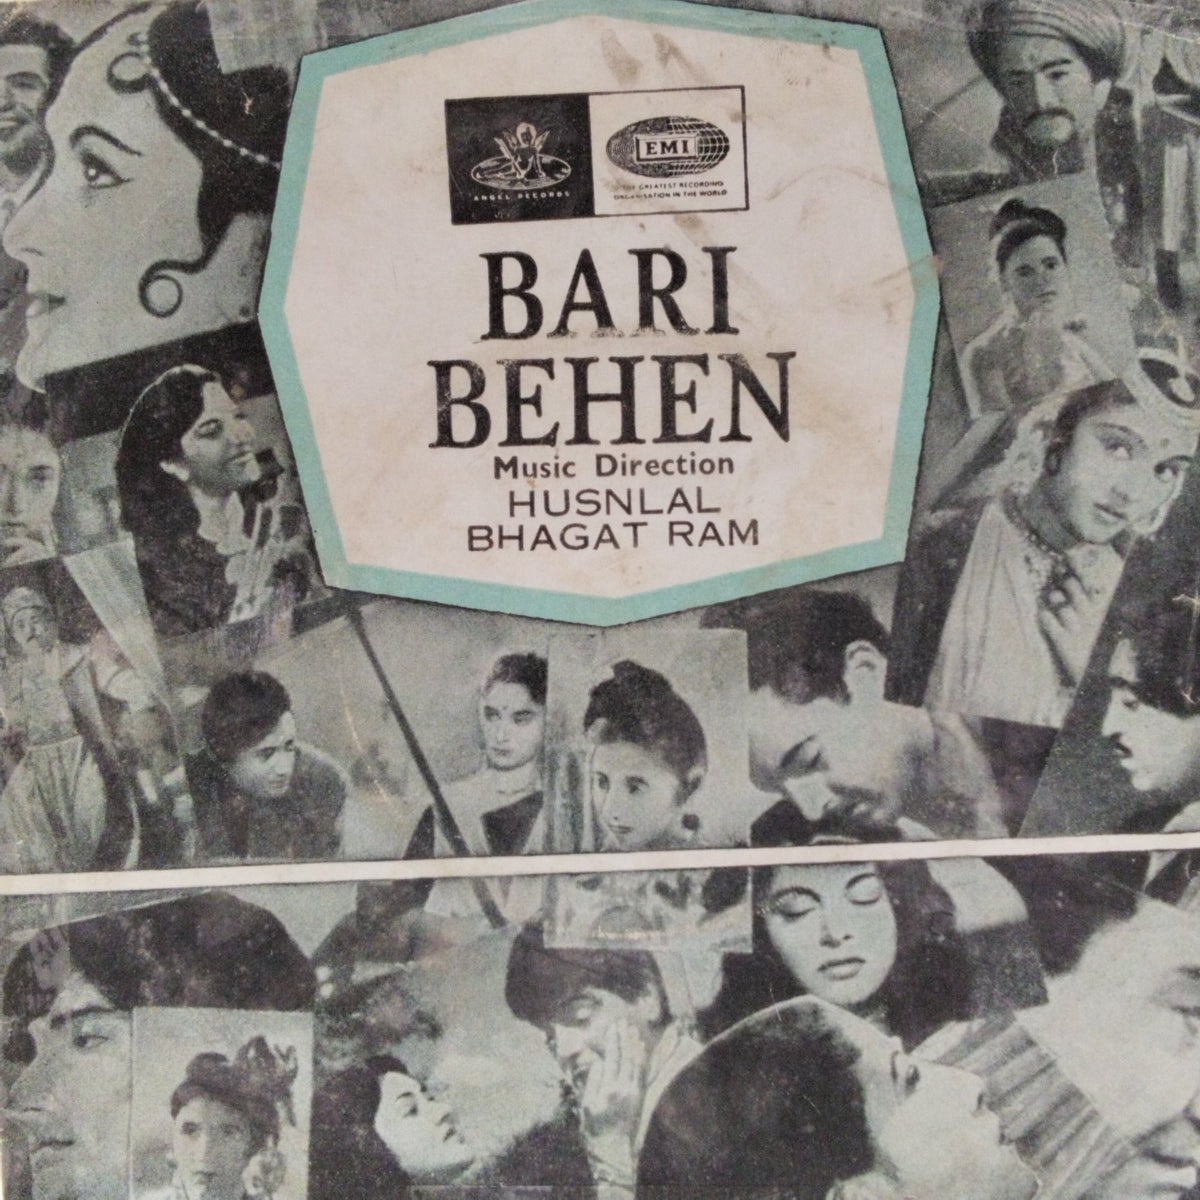 ANGEL RECORDS
EMI
THE GREATEST RECORDING
ORGANISATION IN THE WORLD
BARI
BEHEN
Music Direction
HUSNLAL
BHAGAT RAM